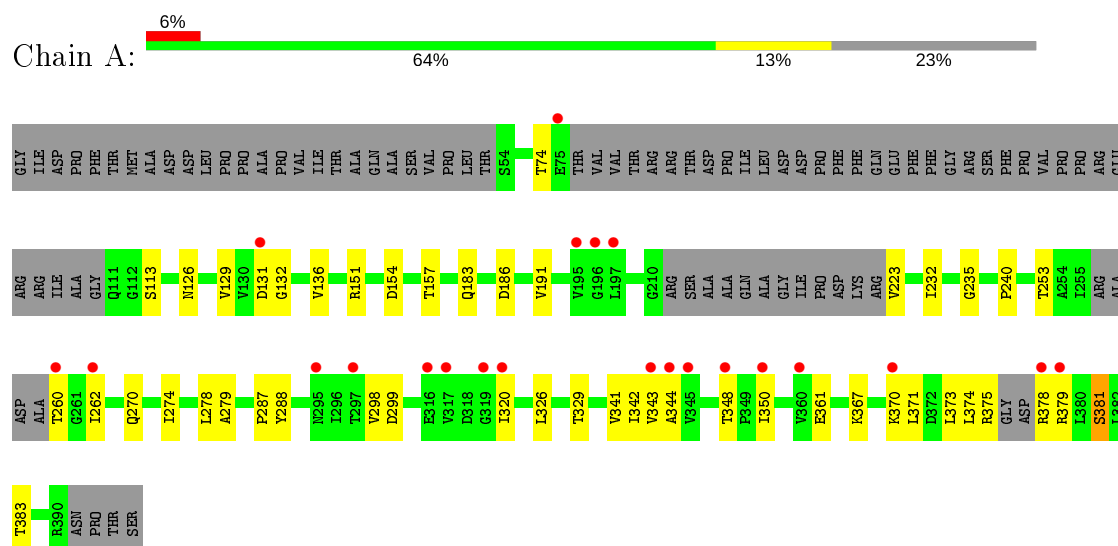 6%
Chain A:
64% 13% 23%
GLY ILE ASP PRO PHE THR MET ALA ASP ASP LEU PRO PRO ALA PRO VAL ILE THR ALA GLN ALA SER VAL PRO LEU THR S54 T74 E75 THR VAL VAL THR ARG ARG THR ASP PRO ILE LEU ASP ASP PRO PHE PHE GLN GLU PHE PHE GLY ARG SER PHE PRO VAL PRO PRO ARG GLU
ARG ARG ILE ALA GLY Q111 G112 S113 N126 V129 V130 D131 G132 V136 R151 D154 T157 Q183 D186 V191 V195 G196 L197 G210 ARG SER ALA ALA GLN ALA GLY ILE PRO ASP LYS ARG V223 I232 G235 P240 T253 A254 I255 ARG ALA
ASP ALA T260 G261 I262 Q270 I274 L278 A279 P287 Y288 N295 I296 T297 V298 D299 E316 V317 D318 G319 I320 L326 T329 V341 I342 V343 A344 V345 T348 P349 I350 V360 E361 K367 K370 L371 D372 L373 L374 R375 GLY ASP R378 R379 L380 S381 L382
T383 R390 ASN PRO THR SER